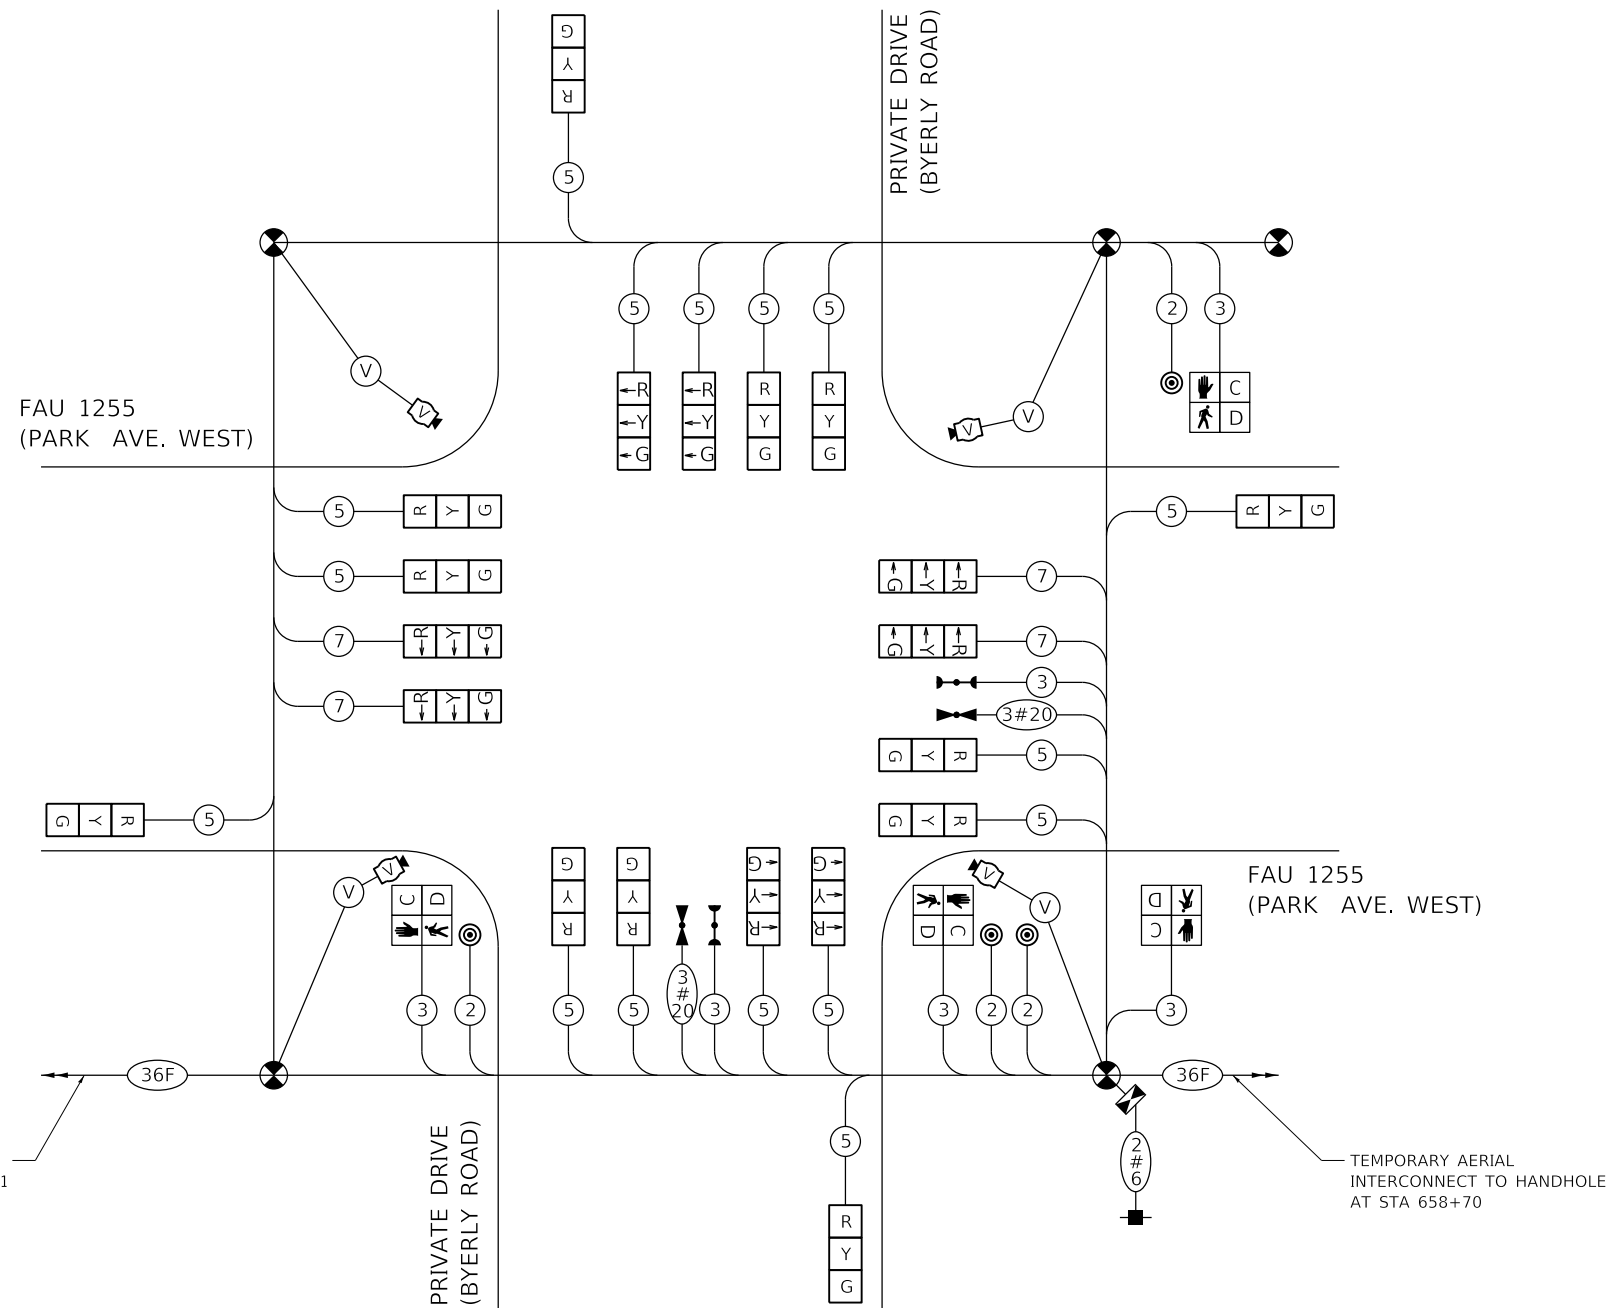 G
Y
R
5
PRIVATE DRIVE
(BYERLY ROAD)
5
5
5
5
2
3
V
V
V
V
R
Y
G
R
Y
G
R
Y
G
R
Y
G
C
D
FAU 1255
(PARK AVE. WEST)
5
R Y G
5
R Y G
5
R Y G
G Y R
7
7
R Y G
G Y R
7
3
3#20
7
R Y G
G Y R
5
G Y R
5
G Y R
5
V
V
C
D
G
Y
R
G
Y
R
G
Y
R
G
Y
R
V
V
D
C
D
C
FAU 1255
(PARK AVE. WEST)
3
2
5
5
3
#
20
3
5
5
3
2
2
3
36F
36F
5
2
#
6
PRIVATE DRIVE
(BYERLY ROAD)
R
Y
G
1
TEMPORARY AERIAL
INTERCONNECT TO HANDHOLE
AT STA 658+70